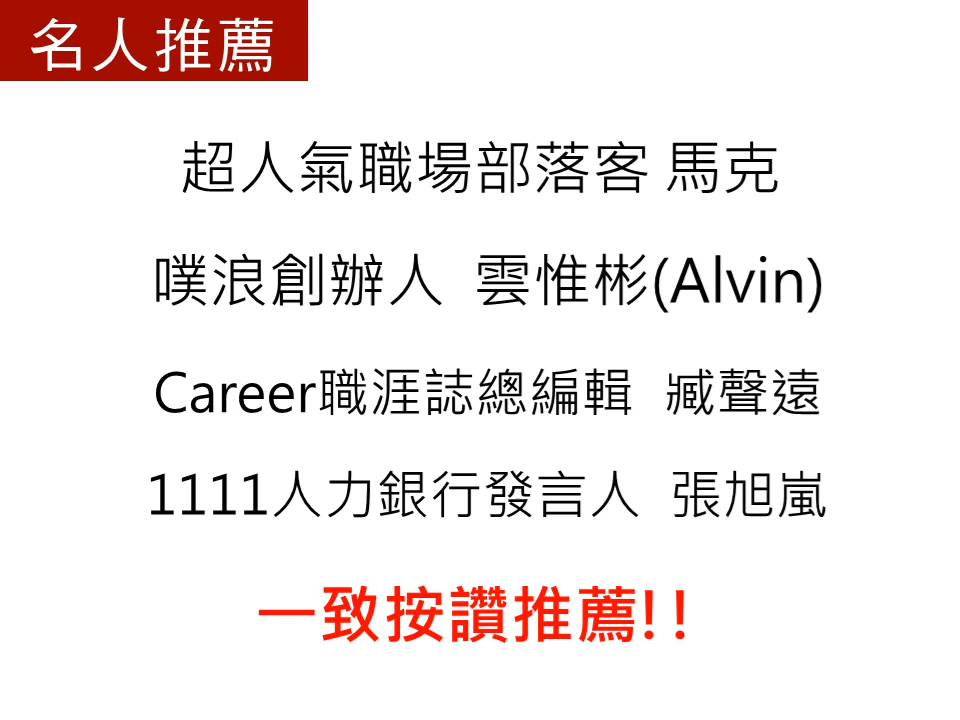 名人推薦
超人氣職場部落客 馬克
噗浪創辦人 雲惟彬(Alvin)
Career職涯誌總編輯 臧聲遠
1111人力銀行發言人 張旭嵐
一致按讚推薦!!